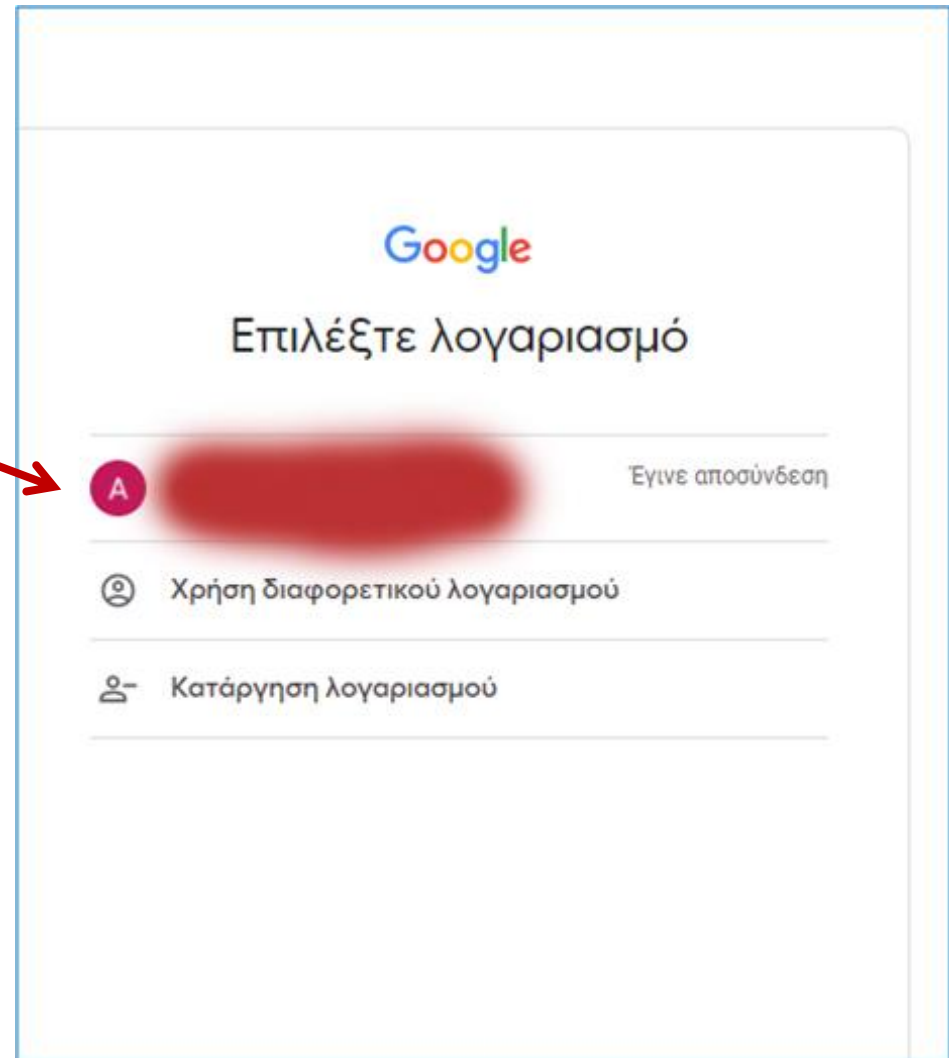 Google
Επιλέξτε λογαριασμό
A
Έγινε αποσύνδεση
Χρήση διαφορετικού λογαριασμού
Κατάργηση λογαριασμού